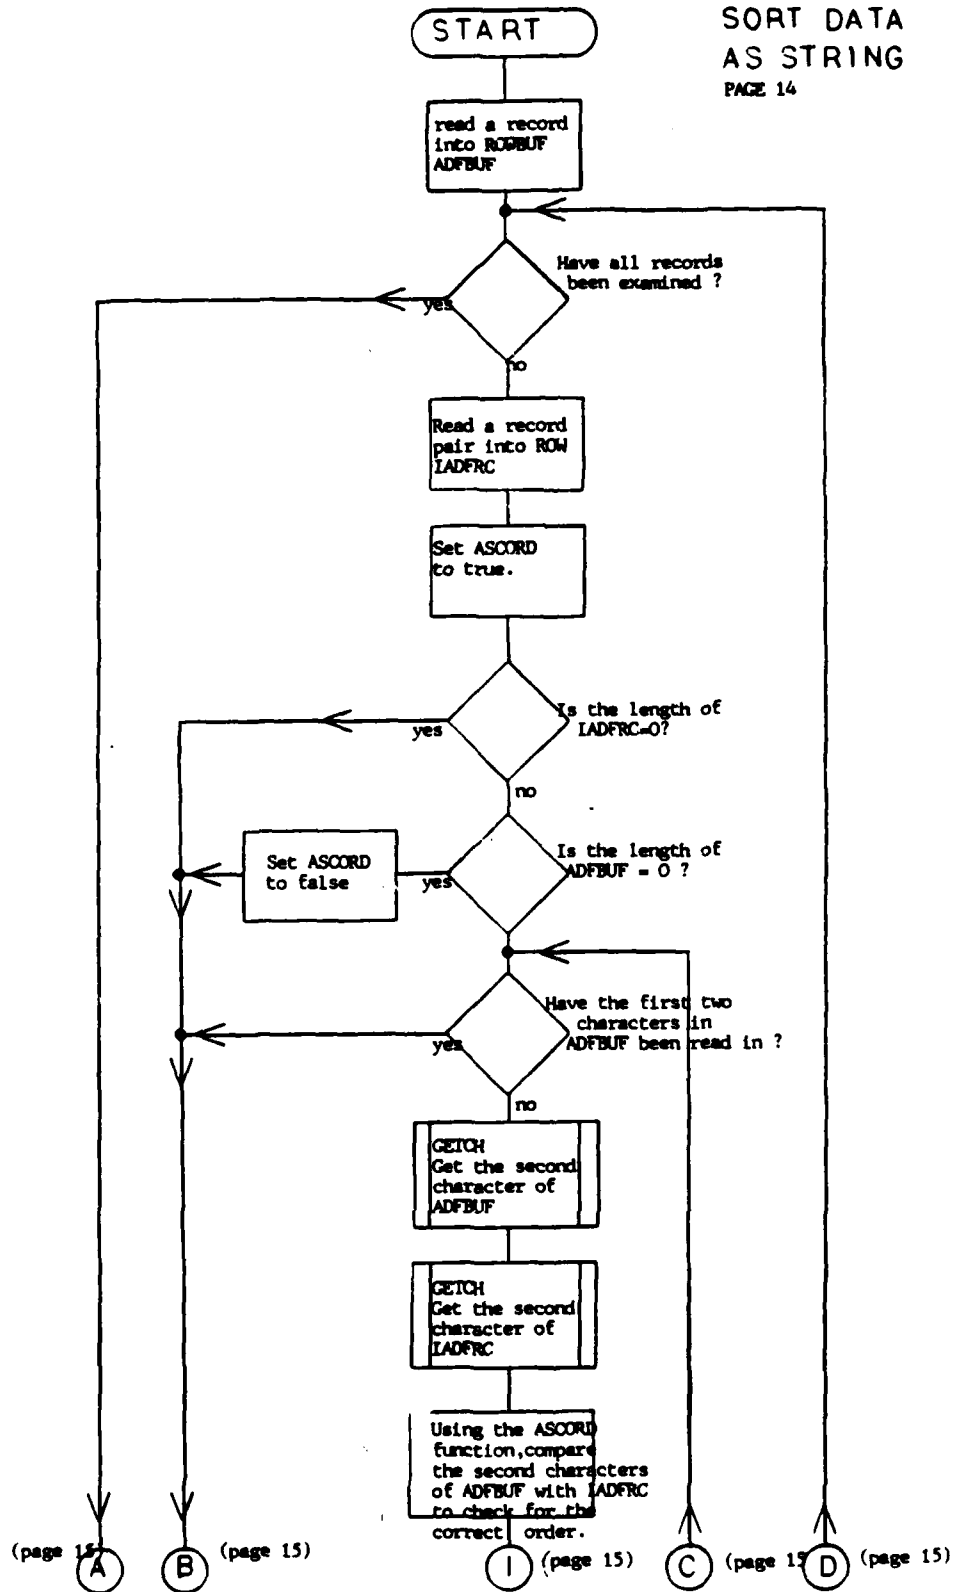 START
SORT DATA
AS STRING
PAGE 14
read a record
into ROWBUF
ADFBUF
Have all records
been examined ?
yes
no
Read a record
pair into ROW
IADFRC
Set ASCORD
to true.
Is the length of
IADFRC=0?
yes
no
Is the length of
ADFBUF = 0 ?
yes
Set ASCORD
to false
Have the first two
characters in
ADFBUF been read in ?
yes
no
GETCH
Get the second
character of
ADFBUF
GETCH
Get the second
character of
IADFRC
Using the ASCORD
function,compare
the second characters
of ADFBUF with IADFRC
to check for the
correct order.
(page 15
A
B
(page 15)
I
(page 15)
C
(page 15
D
(page 15)